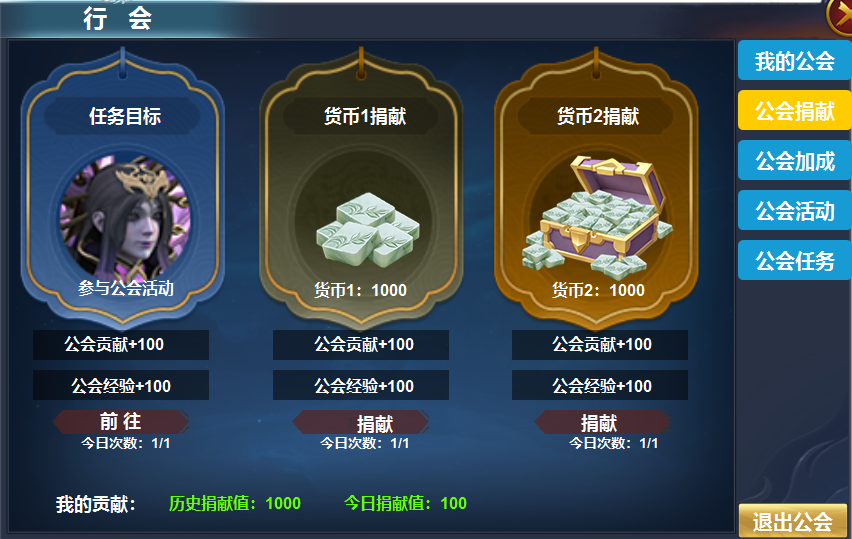 行 会
任务目标
货币1捐献
货币2捐献
参与公会活动
货币1：1000
货币2：1000
公会贡献+100
公会贡献+100
公会贡献+100
公会经验+100
公会经验+100
公会经验+100
前 往
捐献
捐献
今日次数：1/1
今日次数：1/1
今日次数：1/1
我的贡献：
历史捐献值：1000
今日捐献值：100
我的公会
公会捐献
公会加成
公会活动
公会任务
退出公会